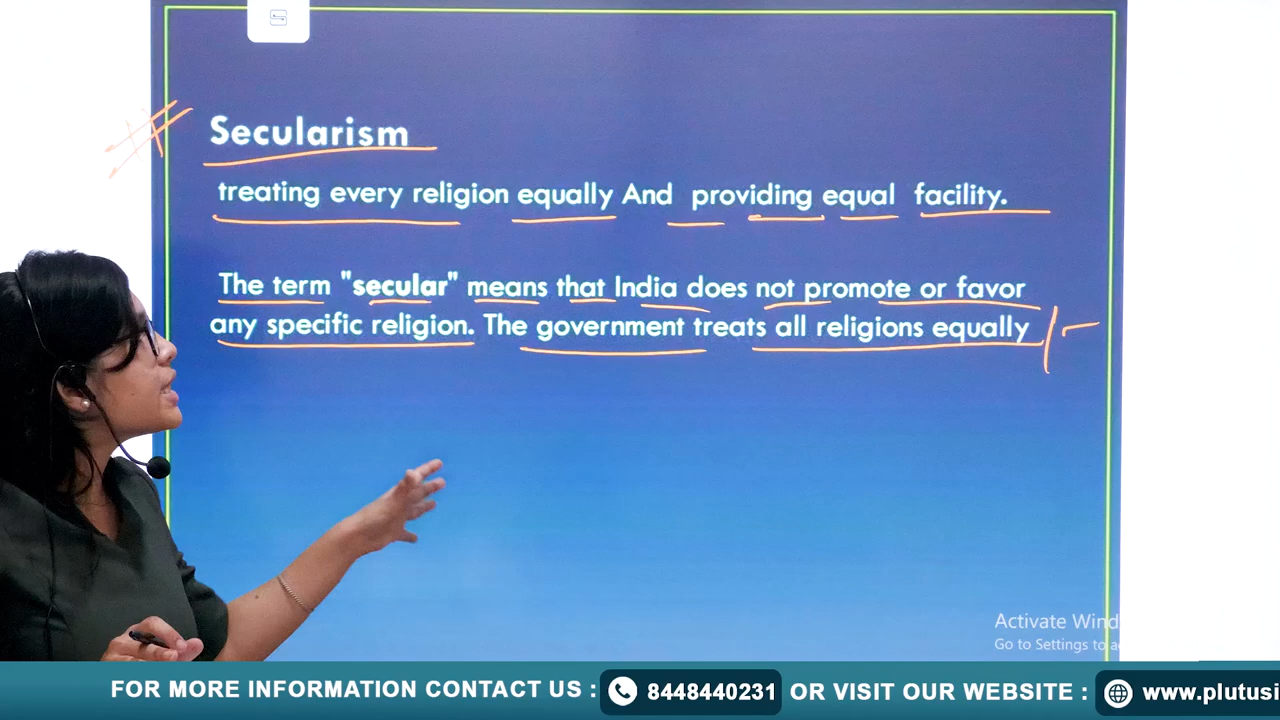 Secularism
treating every religion equally And providing equal facility.
The term "secular" means that India does not promote or favor
any specific religion. The government treats all religions equally
Activate Wind
Go to Settings to a
FOR MORE INFORMATION CONTACT US : 8448440231 OR VISIT OUR WEBSITE : www.plutusi